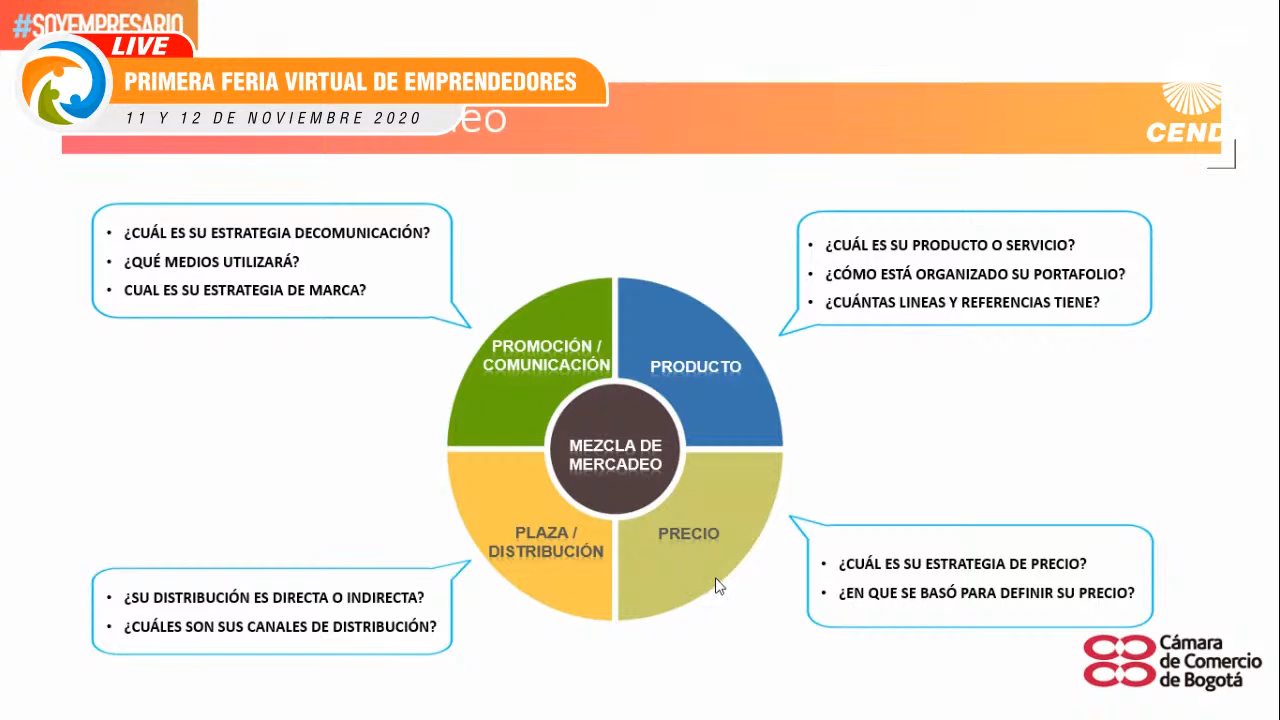 #SOYEMPRESARIO
LIVE
PRIMERA FERIA VIRTUAL DE EMPRENDEDORES
11 Y 12 DE NOVIEMBRE 2020
• ¿CUÁL ES SU ESTRATEGIA DECOMUNICACIÓN?
• ¿QUÉ MEDIOS UTILIZARÁ?
• CUAL ES SU ESTRATEGIA DE MARCA?
• ¿CUÁL ES SU PRODUCTO O SERVICIO?
• ¿CÓMO ESTÁ ORGANIZADO SU PORTAFOLIO?
• ¿CUÁNTAS LINEAS Y REFERENCIAS TIENE?
PROMOCIÓN /
COMUNICACIÓN
PRODUCTO
MEZCLA DE
MERCADEO
PLAZA /
DISTRIBUCIÓN
PRECIO
• ¿SU DISTRIBUCIÓN ES DIRECTA O INDIRECTA?
• ¿CUÁLES SON SUS CANALES DE DISTRIBUCIÓN?
• ¿CUÁL ES SU ESTRATEGIA DE PRECIO?
• ¿EN QUE SE BASÓ PARA DEFINIR SU PRECIO?
Cámara
de Comercio
de Bogotá